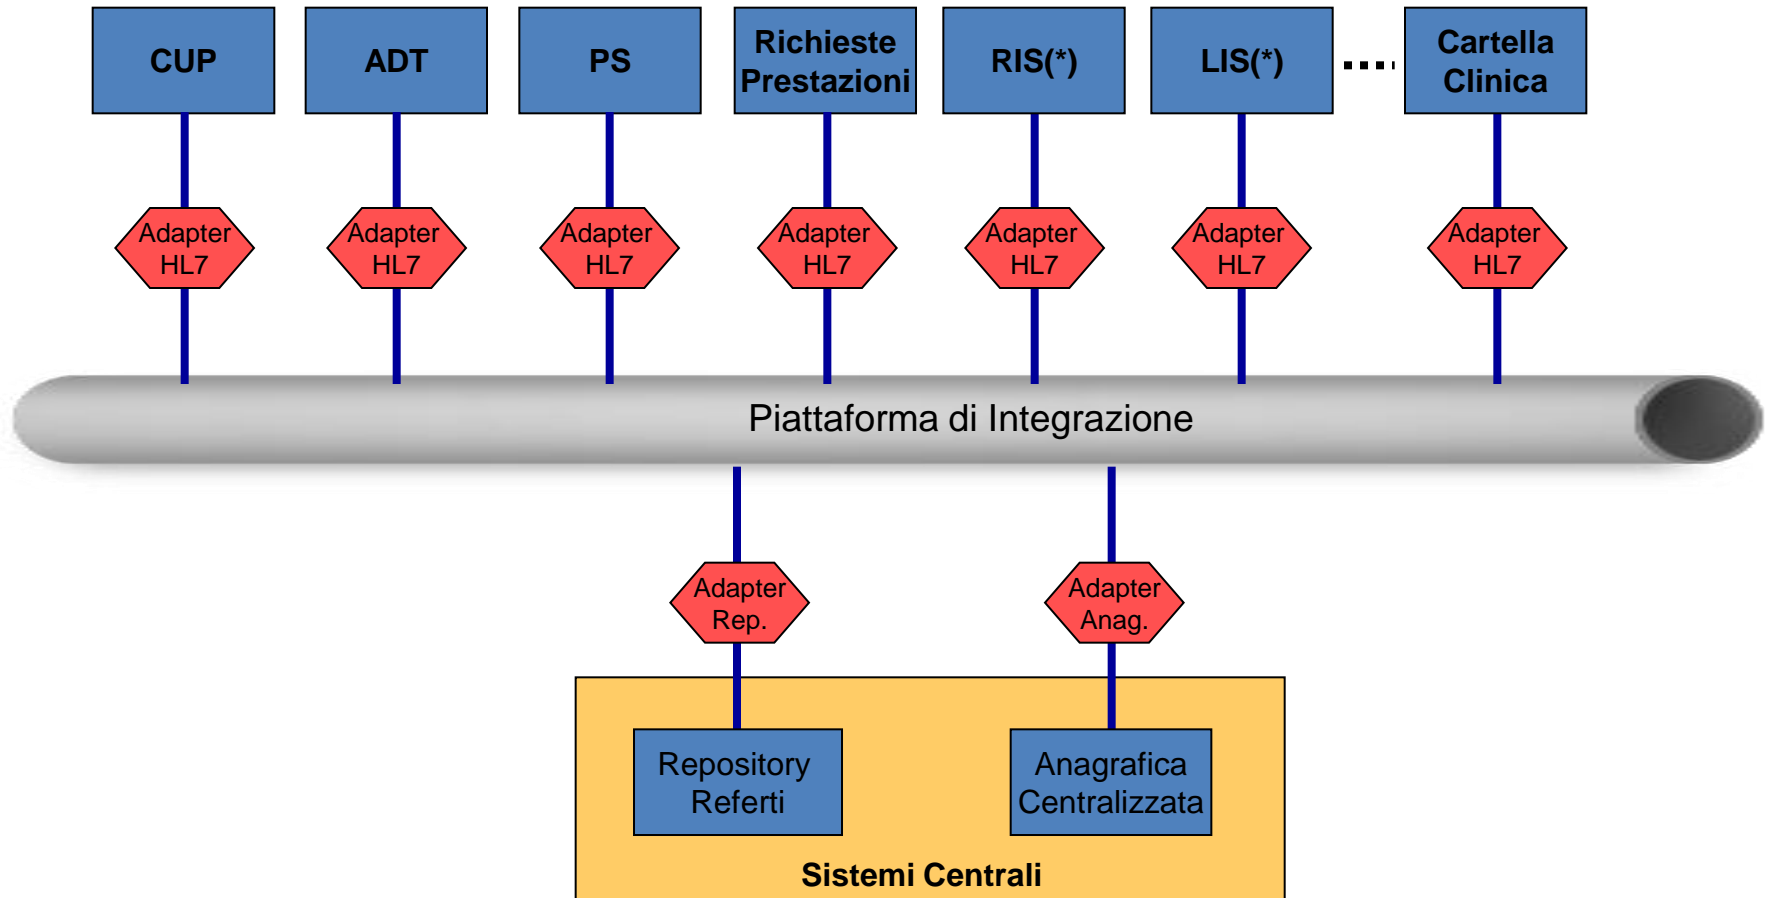 CUP
ADT
PS
Richieste
Prestazioni
RIS(*)
LIS(*)
Cartella
Clinica
Adapter
HL7
Adapter
HL7
Adapter
HL7
Adapter
HL7
Adapter
HL7
Adapter
HL7
Adapter
HL7
Piattaforma di Integrazione
Adapter
Rep.
Adapter
Anag.
Repository
Referti
Anagrafica
Centralizzata
Sistemi Centrali